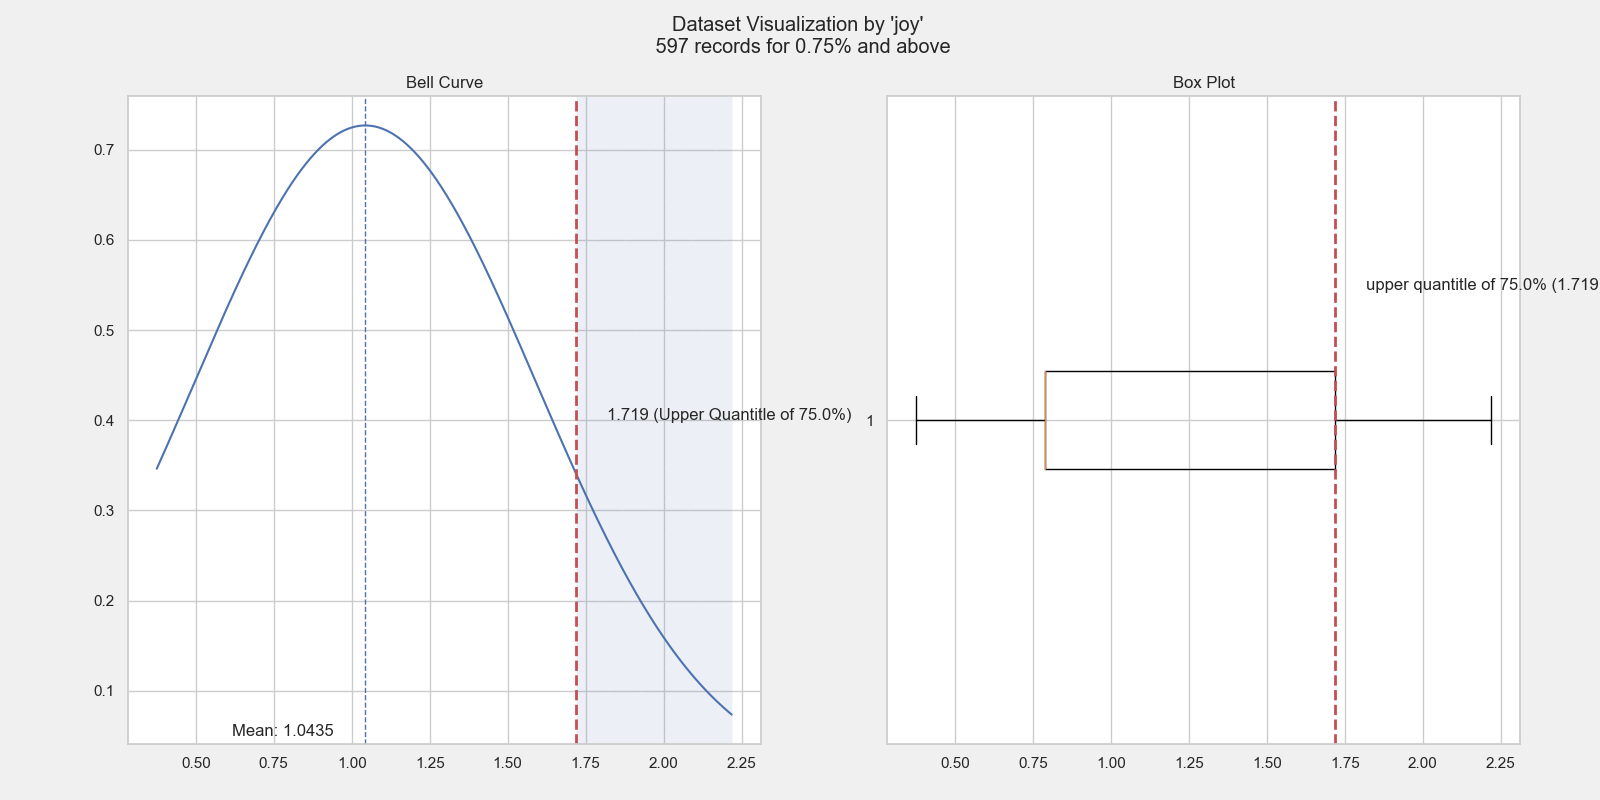 Dataset Visualization by 'joy'
597 records for 0.75% and above
Bell Curve
0.7
0.6
0.5
0.4
0.3
0.2
0.1
1.719 (Upper Quantitle of 75.0%)
Mean: 1.0435
0.50 0.75 1.00 1.25 1.50 1.75 2.00 2.25
Box Plot
upper quantitle of 75.0% (1.719
1
0.50 0.75 1.00 1.25 1.50 1.75 2.00 2.25